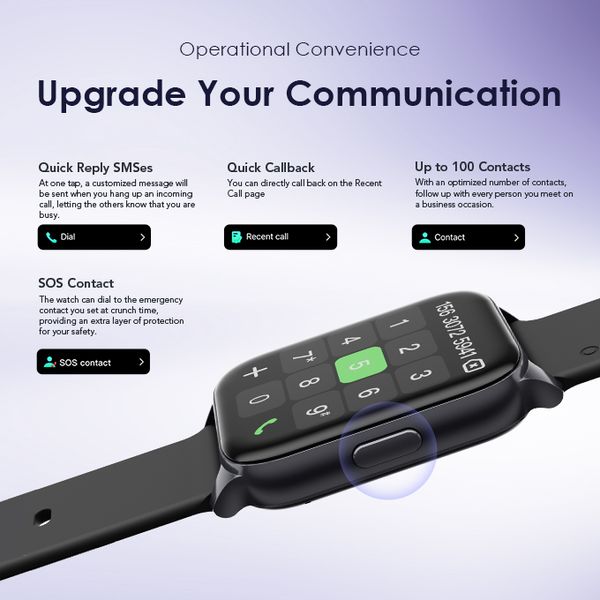 Operational Convenience
Upgrade Your Communication
Quick Reply SMSes
At one tap, a customized message will
be sent when you hang up an incoming
call, letting the others know that you are
busy.
Dial
Quick Callback
You can directly call back on the Recent
Call page
Recent call
Up to 100 Contacts
With an optimized number of contacts,
follow up with every person you meet on
a business occasion.
Contact
SOS Contact
The watch can dial to the emergency
contact you set at crunch time,
providing an extra layer of protection
for your safety.
SOS contact
156 3072 5941
1 2 3
4 5 6
7* 8 9#
+ 0